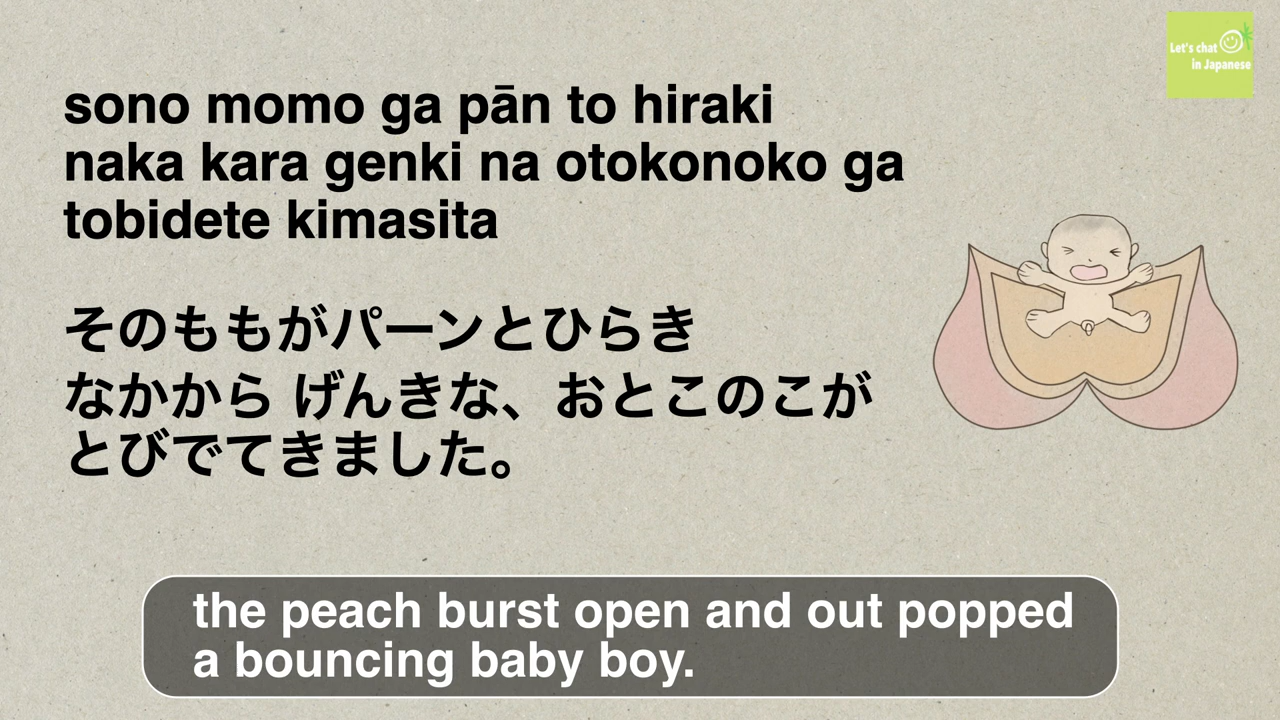 Let's chat
in Japanese
sono momo ga pān to hiraki
naka kara genki na otokonoko ga
tobidete kimasita
そのももがパーンとひらき
なかから げんきな、おとこのこが
とびでてきました。
the peach burst open and out popped
a bouncing baby boy.